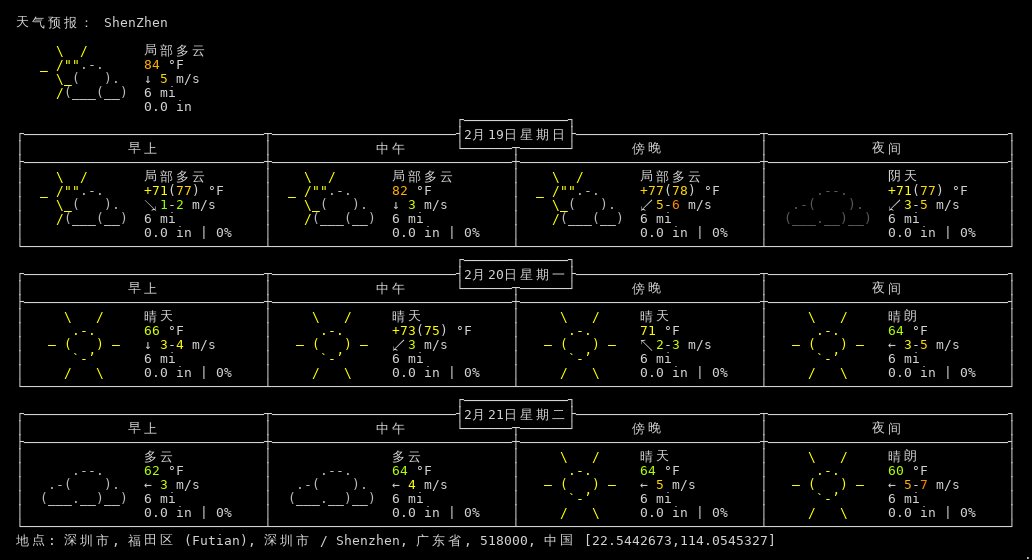 天气预报： ShenZhen
局部多云
84 °F
↓ 5 m/s
6 mi
0.0 in
2月19日星期日
早上 中午 傍晚 夜间
局部多云 局部多云 局部多云 阴天
+71(77) °F 82 °F +77(78) °F +71(77) °F
↘ 1-2 m/s ↓ 3 m/s ↙ 5-6 m/s ↙ 3-5 m/s
6 mi 6 mi 6 mi 6 mi
0.0 in | 0% 0.0 in | 0% 0.0 in | 0% 0.0 in | 0%
2月20日星期一
早上 中午 傍晚 夜间
晴天 晴天 晴天 晴朗
66 °F +73(75) °F 71 °F 64 °F
↓ 3-4 m/s ↙ 3 m/s ↖ 2-3 m/s ← 3-5 m/s
6 mi 6 mi 6 mi 6 mi
0.0 in | 0% 0.0 in | 0% 0.0 in | 0% 0.0 in | 0%
2月21日星期二
早上 中午 傍晚 夜间
多云 多云 晴天 晴朗
62 °F 64 °F 64 °F 60 °F
← 3 m/s ← 4 m/s ← 5 m/s ← 5-7 m/s
6 mi 6 mi 6 mi 6 mi
0.0 in | 0% 0.0 in | 0% 0.0 in | 0% 0.0 in | 0%
地点: 深圳市, 福田区 (Futian), 深圳市 / Shenzhen, 广东省, 518000, 中国 [22.5442673,114.0545327]